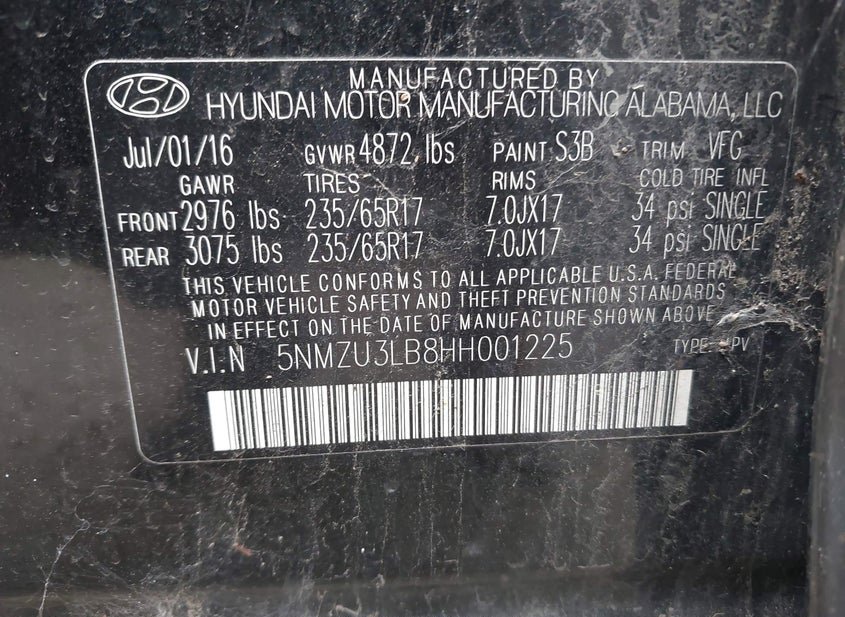 MANUFACTURED BY
HYUNDAI MOTOR MANUFACTURING ALABAMA, LLC
Jul/01/16 GVWR 4872 lbs PAINT S3B TRIM VFG
GAWR TIRES RIMS COLD TIRE INFL
FRONT 2976 lbs 235/65R17 7.0JX17 34 psi SINGLE
REAR 3075 lbs 235/65R17 7.0JX17 34 psi SINGLE
THIS VEHICLE CONFORMS TO ALL APPLICABLE U.S.A. FEDERAL
MOTOR VEHICLE SAFETY AND THEFT PREVENTION STANDARDS
IN EFFECT ON THE DATE OF MANUFACTURE SHOWN ABOVE
V.I.N 5NMZU3LB8HH001225 TYPE MPV